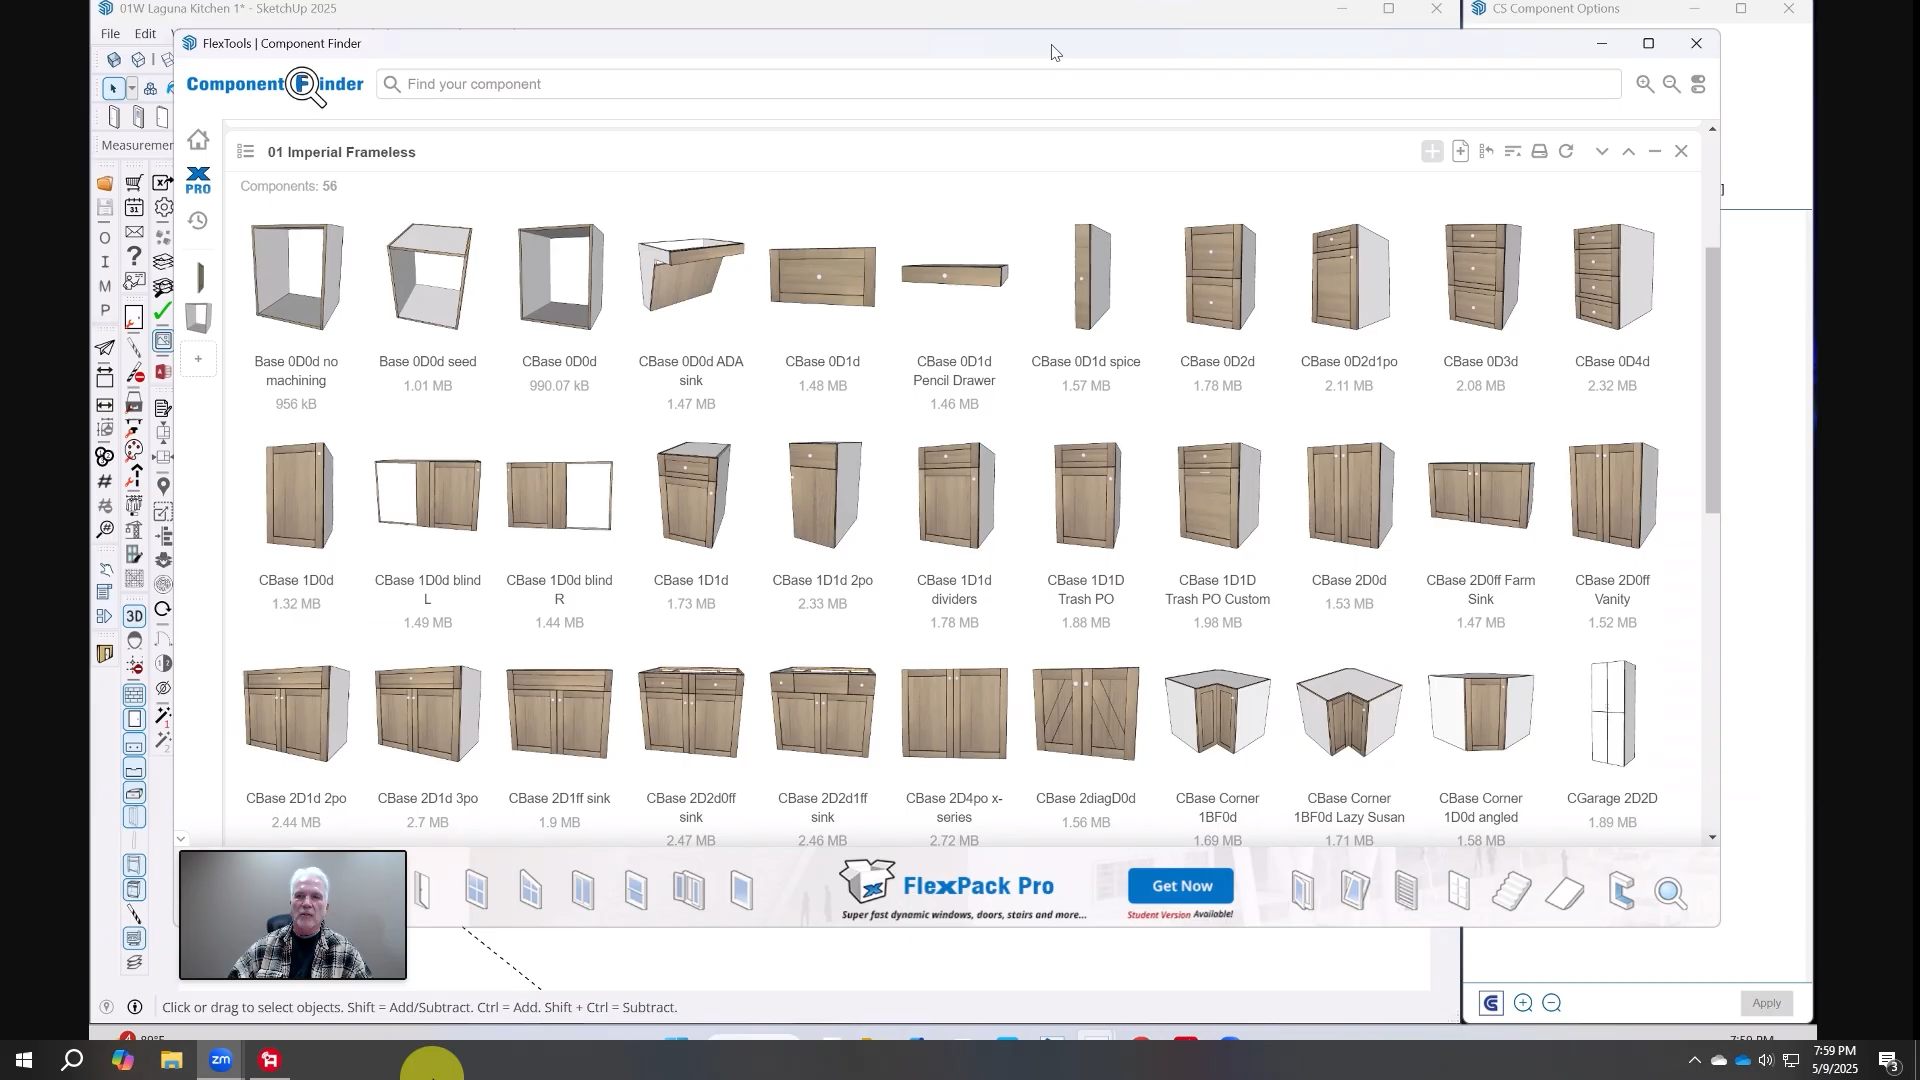 01W Laguna Kitchen 1* - SketchUp 2025
CS Component Options
File Edit
FlexTools | Component Finder
Component Finder
Find your component
Measuremen
01 Imperial Frameless
X PRO
Components: 56
Base 0D0d no machining
956 kB
Base 0D0d seed
1.01 MB
CBase 0D0d
990.07 kB
CBase 0D0d ADA sink
1.47 MB
CBase 0D1d
1.48 MB
CBase 0D1d Pencil Drawer
1.46 MB
CBase 0D1d spice
1.57 MB
CBase 0D2d
1.78 MB
CBase 0D2d1po
2.11 MB
CBase 0D3d
2.08 MB
CBase 0D4d
2.32 MB
CBase 1D0d
1.32 MB
CBase 1D0d blind L
1.49 MB
CBase 1D0d blind R
1.44 MB
CBase 1D1d
1.73 MB
CBase 1D1d 2po
2.33 MB
CBase 1D1d dividers
1.78 MB
CBase 1D1D Trash PO
1.88 MB
CBase 1D1D Trash PO Custom
1.98 MB
CBase 2D0d
1.53 MB
CBase 2D0ff Farm Sink
1.47 MB
CBase 2D0ff Vanity
1.52 MB
CBase 2D1d 2po
2.44 MB
CBase 2D1d 3po
2.7 MB
CBase 2D1ff sink
1.9 MB
CBase 2D2d0ff sink
2.47 MB
CBase 2D2d1ff sink
2.46 MB
CBase 2D4po x-series
2.72 MB
CBase 2diagD0d
1.56 MB
CBase Corner 1BF0d
1.69 MB
CBase Corner 1BF0d Lazy Susan
1.71 MB
CBase Corner 1D0d angled
1.58 MB
CGarage 2D2D
1.89 MB
O
I
M
P
31
3D
FlexPack Pro
Super fast dynamic windows, doors, stairs and more...
Get Now
Student Version Available!
Click or drag to select objects. Shift = Add/Subtract. Ctrl = Add. Shift + Ctrl = Subtract.
Apply
zm
7:59 PM
5/9/2025
3